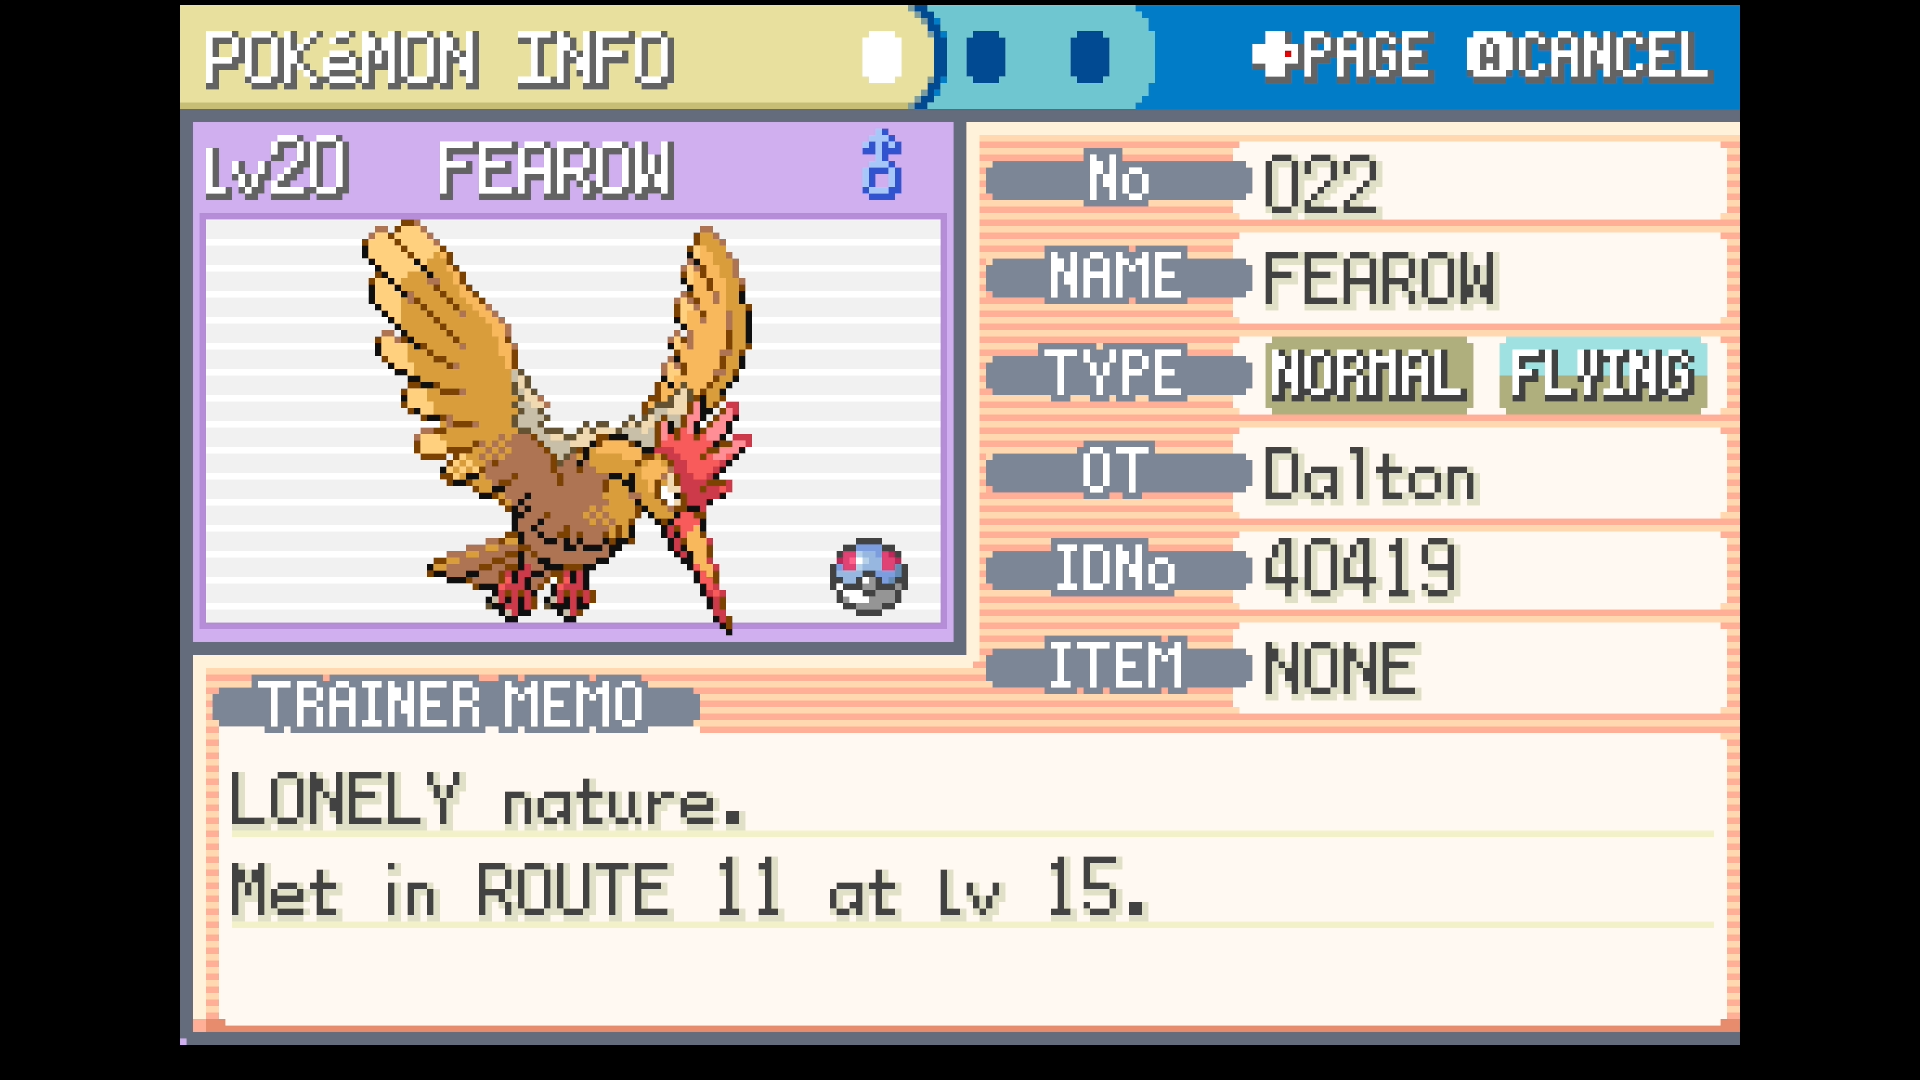 POKéMON INFO
PAGE
A CANCEL
Lv20 FEAROW ♂
No 022
NAME FEAROW
TYPE NORMAL FLYING
OT Dalton
IDNo 40419
ITEM NONE
TRAINER MEMO
LONELY nature.
Met in ROUTE 11 at Lv 15.